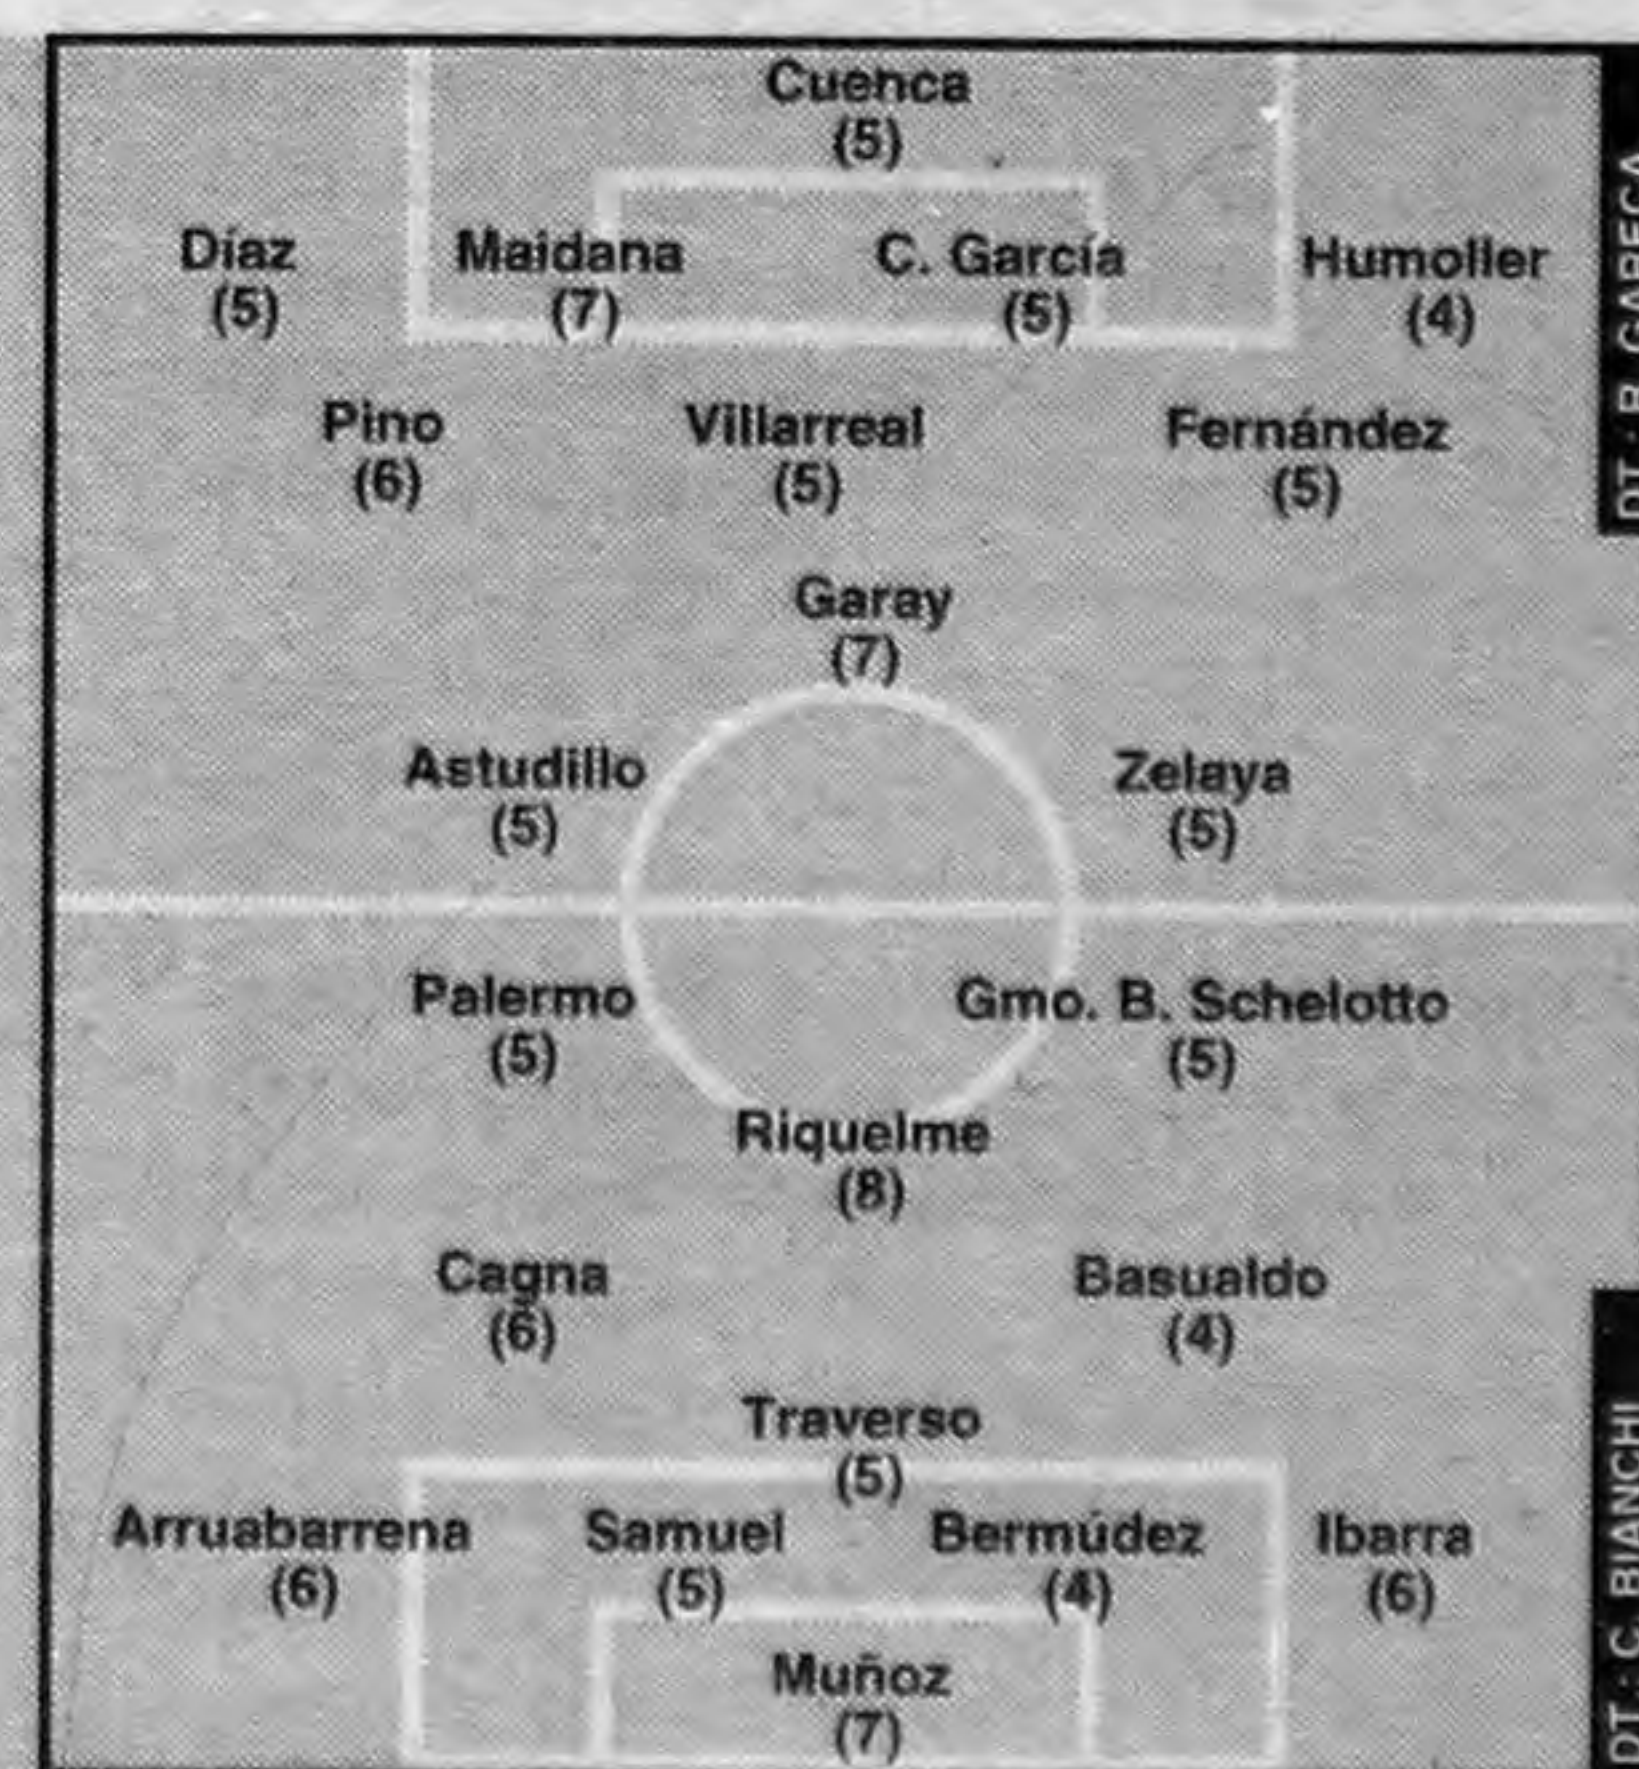 Cuenca
(5)
Díaz Maidana C. García Humoller
(5) (7) (5) (4)
Pino Villarreal Fernández
(6) (5) (5)
Garay
(7)
Astudillo Zelaya
(5) (5)
Palermo Gmo. B. Schelotto
(5) (5)
Riquelme
(8)
Cagna Basualdo
(6) (4)
Traverso
(5)
Arruabarrena Samuel Bermúdez Ibarra
(6) (5) (4) (6)
Muñoz
(7)
DT.: C. BIANCHI